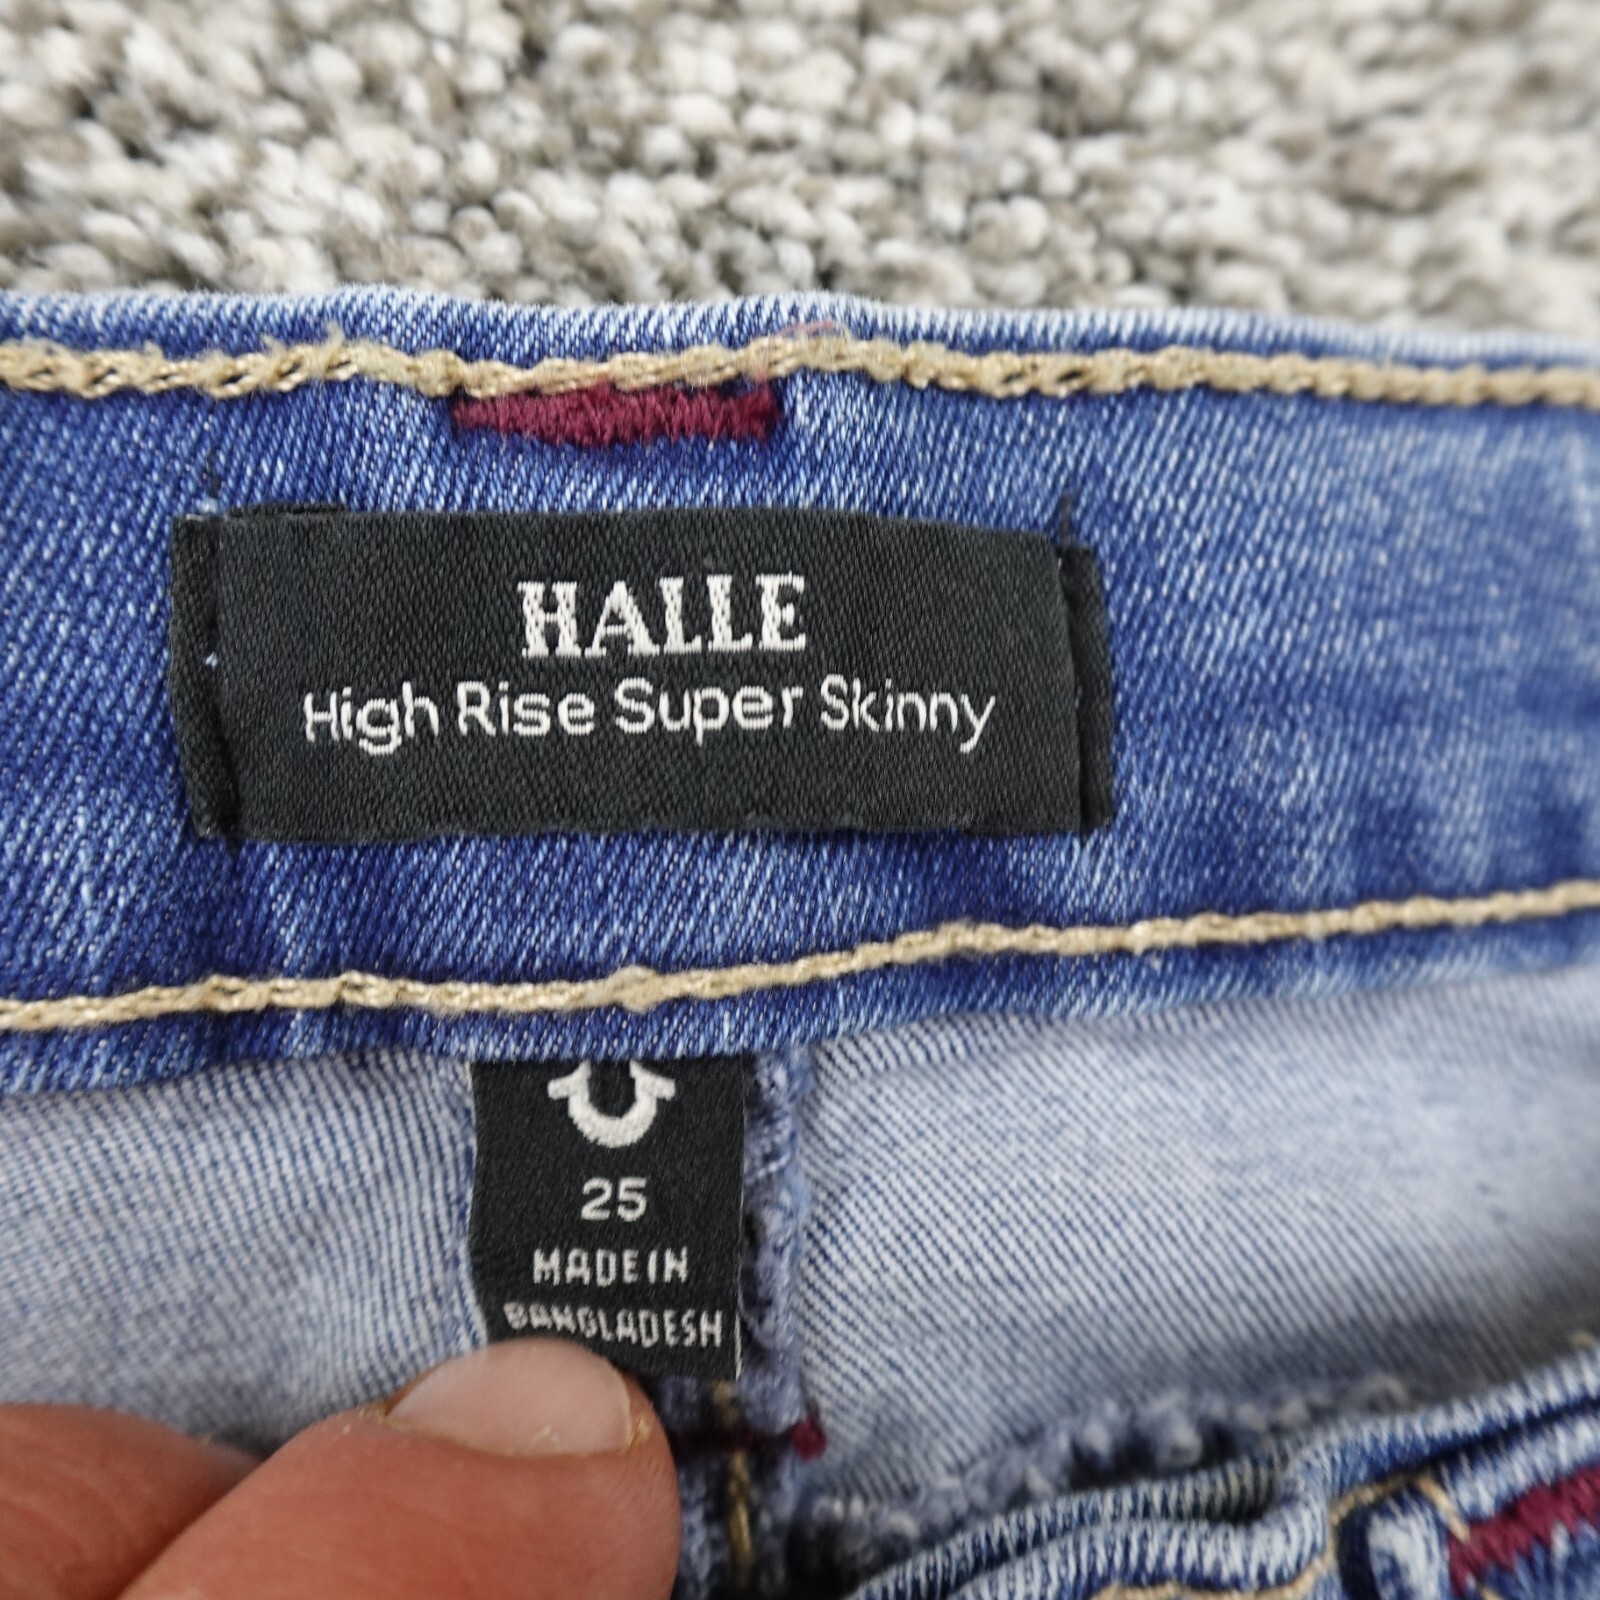 HALLE
High Rise Super Skinny
25
MADE IN
BANGLADESH